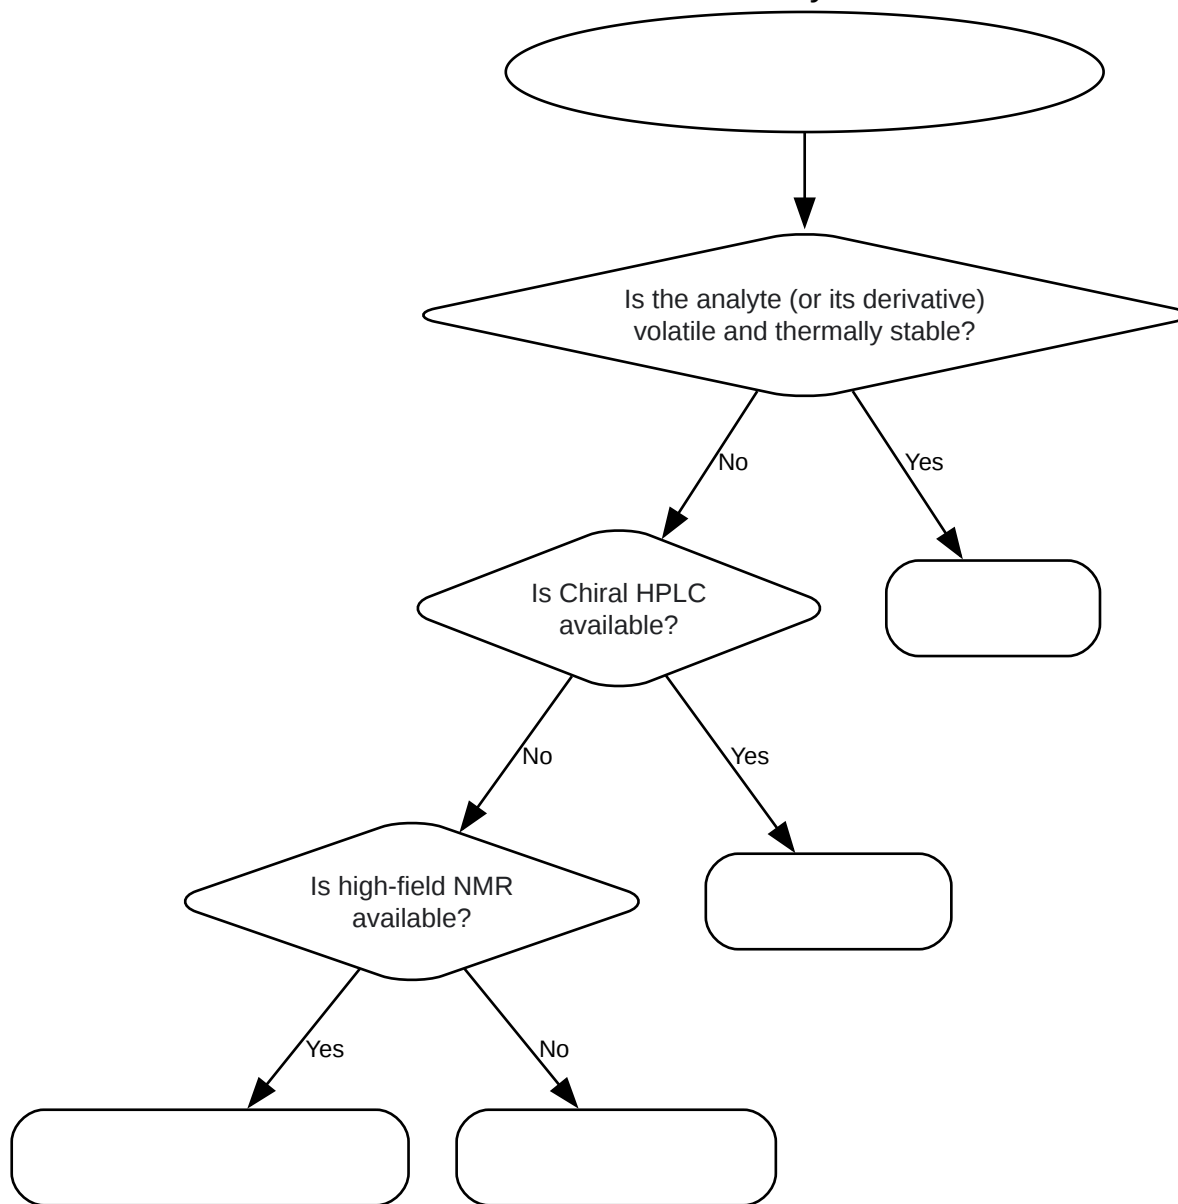 Is the analyte (or its derivative)
volatile and thermally stable?
No
Yes
Is Chiral HPLC
available?
No
Yes
Is high-field NMR
available?
Yes
No